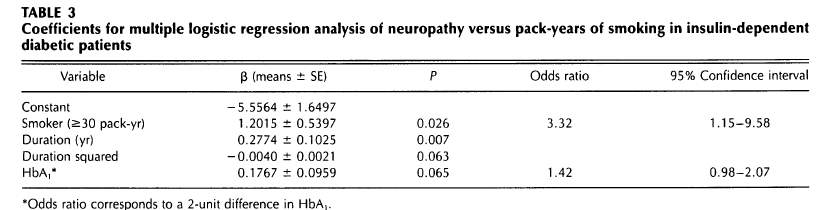 TABLE 3
Coefficients for multiple logistic regression analysis of neuropathy versus pack-years of smoking in insulin-dependent
diabetic patients
Variable β (means ± SE) P Odds ratio 95% Confidence interval
Constant −5.5564 ± 1.6497
Smoker (≥30 pack-yr) 1.2015 ± 0.5397 0.026 3.32 1.15–9.58
Duration (yr) 0.2774 ± 0.1025 0.007
Duration squared −0.0040 ± 0.0021 0.063
HbA₁* 0.1767 ± 0.0959 0.065 1.42 0.98–2.07
*Odds ratio corresponds to a 2-unit difference in HbA₁.